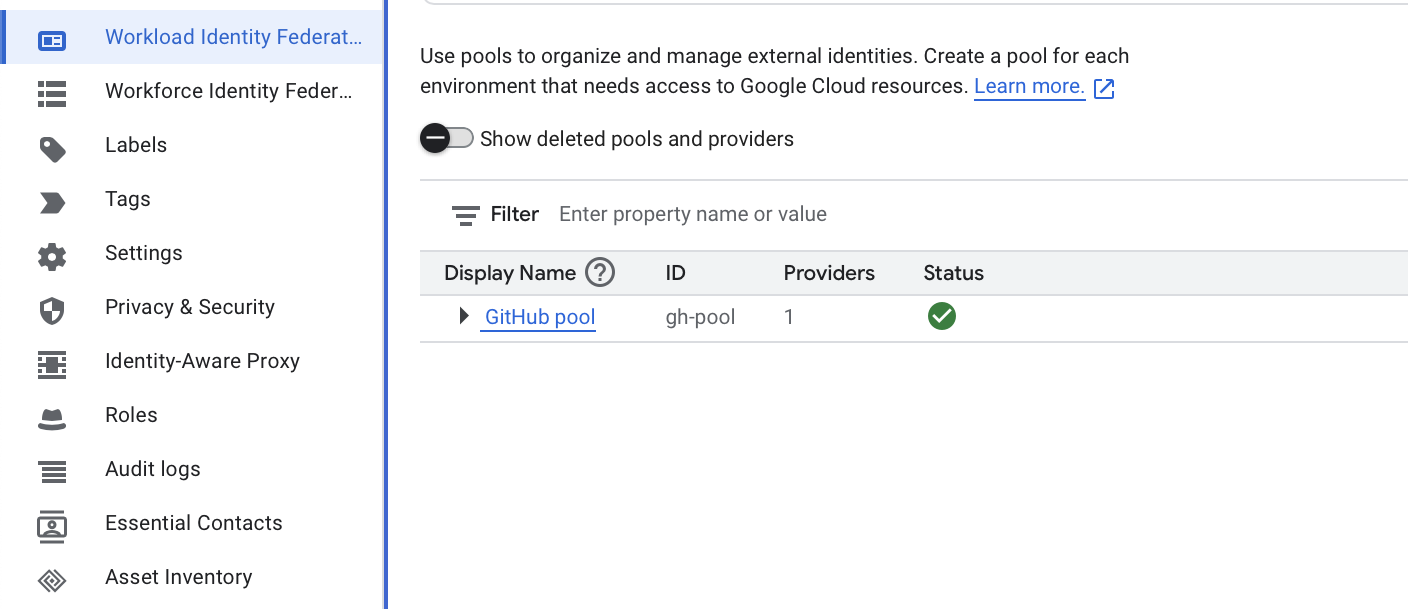 Workload Identity Federat...
Workforce Identity Feder...
Labels
Tags
Settings
Privacy & Security
Identity-Aware Proxy
Roles
Audit logs
Essential Contacts
Asset Inventory
Use pools to organize and manage external identities. Create a pool for each
environment that needs access to Google Cloud resources. Learn more.
Show deleted pools and providers
Filter Enter property name or value
Display Name ? ID Providers Status
GitHub pool gh-pool 1